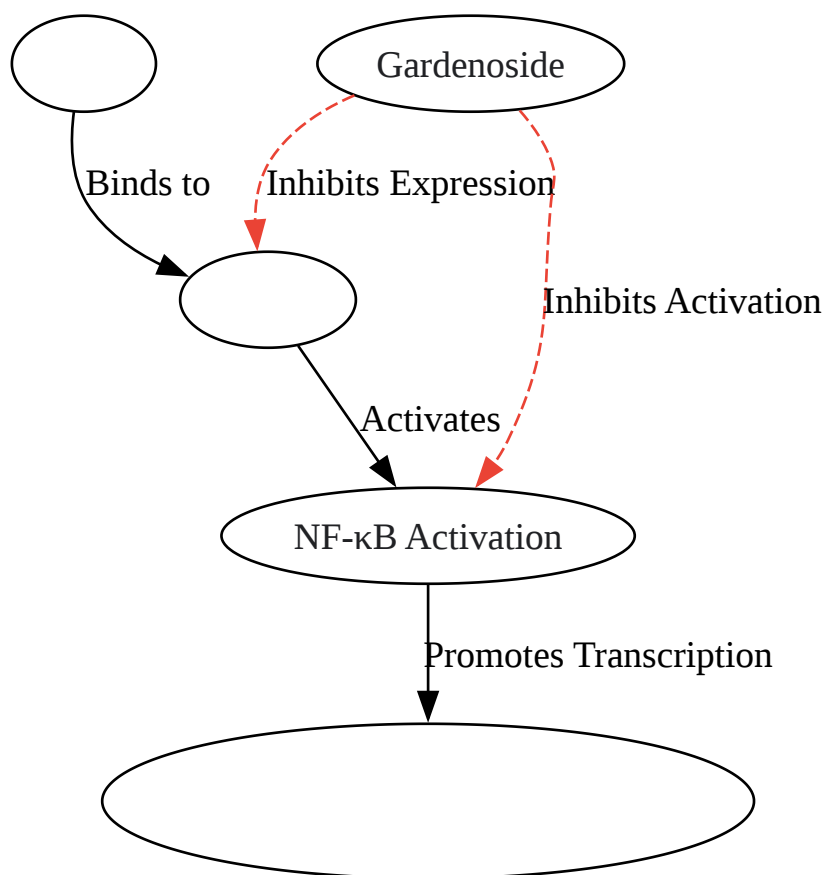 Gardenoside
Binds to
Inhibits Expression
Inhibits Activation
Activates
NF-κB Activation
Promotes Transcription